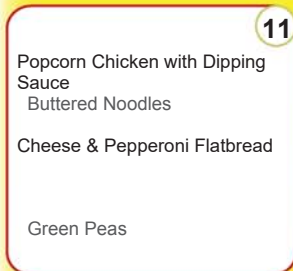 11
Popcorn Chicken with Dipping
Sauce
Buttered Noodles
Cheese & Pepperoni Flatbread
Green Peas